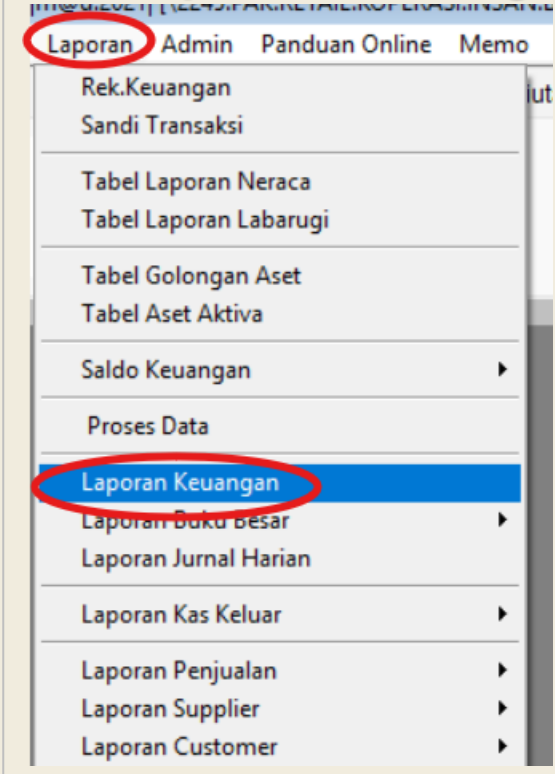 Laporan Admin Panduan Online Memo
Rek.Keuangan
Sandi Transaksi
Tabel Laporan Neraca
Tabel Laporan Labarugi
Tabel Golongan Aset
Tabel Aset Aktiva
Saldo Keuangan
Proses Data
Laporan Keuangan
Laporan Buku Besar
Laporan Jurnal Harian
Laporan Kas Keluar
Laporan Penjualan
Laporan Supplier
Laporan Customer